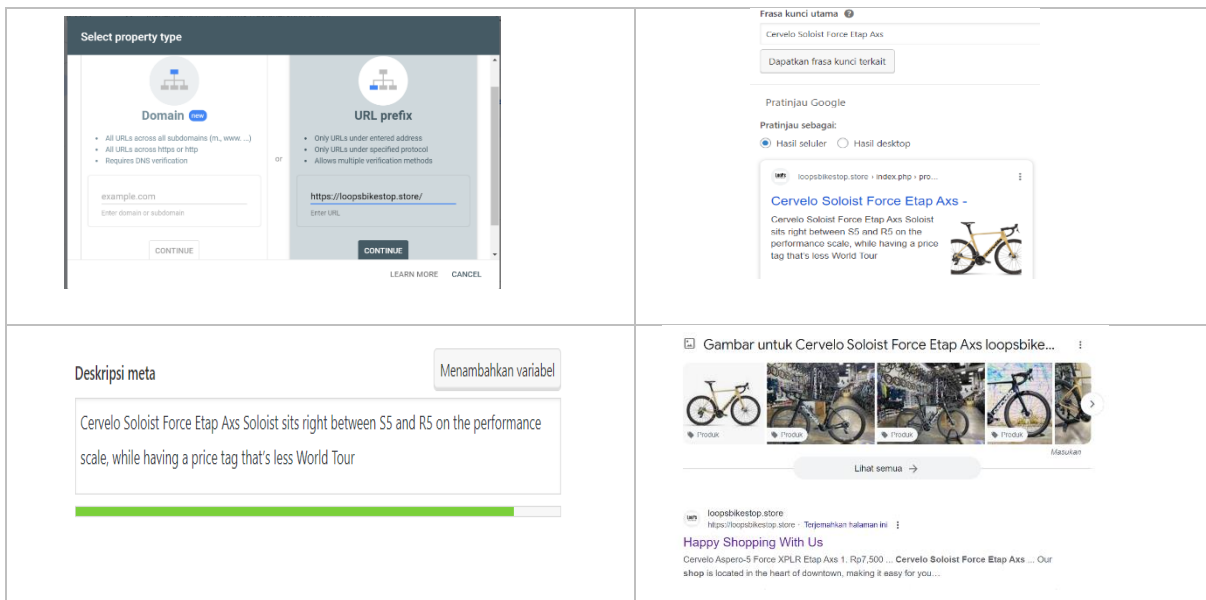 Select property type
Domain new
All URLs across all subdomains (m., www. ...)
All URLs across https or http
Requires DNS verification
example.com
Enter domain or subdomain
CONTINUE
or
URL prefix
Only URLs under entered address
Only URLs under specified protocol
Allows multiple verification methods
https://loopsbikestop.store/
Enter URL
CONTINUE
LEARN MORE CANCEL
Frasa kunci utama
Cervelo Soloist Force Etap Axs
Dapatkan frasa kunci terkait
Pratinjau Google
Pratinjau sebagai:
Hasil seluler Hasil desktop
loopsbikestop.store › index.php › pro...
Cervelo Soloist Force Etap Axs -
Cervelo Soloist Force Etap Axs Soloist
sits right between S5 and R5 on the
performance scale, while having a price
tag that's less World Tour
Deskripsi meta
Menambahkan variabel
Cervelo Soloist Force Etap Axs Soloist sits right between S5 and R5 on the performance
scale, while having a price tag that's less World Tour
Gambar untuk Cervelo Soloist Force Etap Axs loopsbike...
Produk
Produk
Produk
Produk
Masukan
Lihat semua →
loopsbikestop.store
https://loopsbikestop.store · Terjemahkan halaman ini
Happy Shopping With Us
Cervelo Aspero-5 Force XPLR Etap Axs 1. Rp7,500 ... Cervelo Soloist Force Etap Axs ... Our
shop is located in the heart of downtown, making it easy for you...